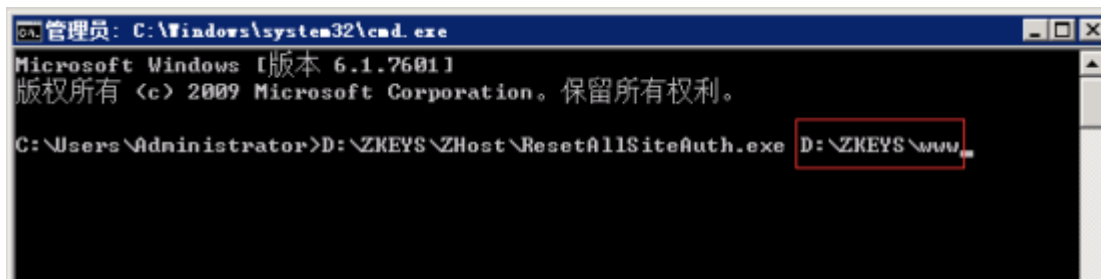 管理员: C:\Windows\system32\cmd.exe
Microsoft Windows [版本 6.1.7601]
版权所有 (c) 2009 Microsoft Corporation。保留所有权利。
C:\Users\Administrator>D:\ZKEYS\ZHost\ResetAllSiteAuth.exe D:\ZKEYS\www